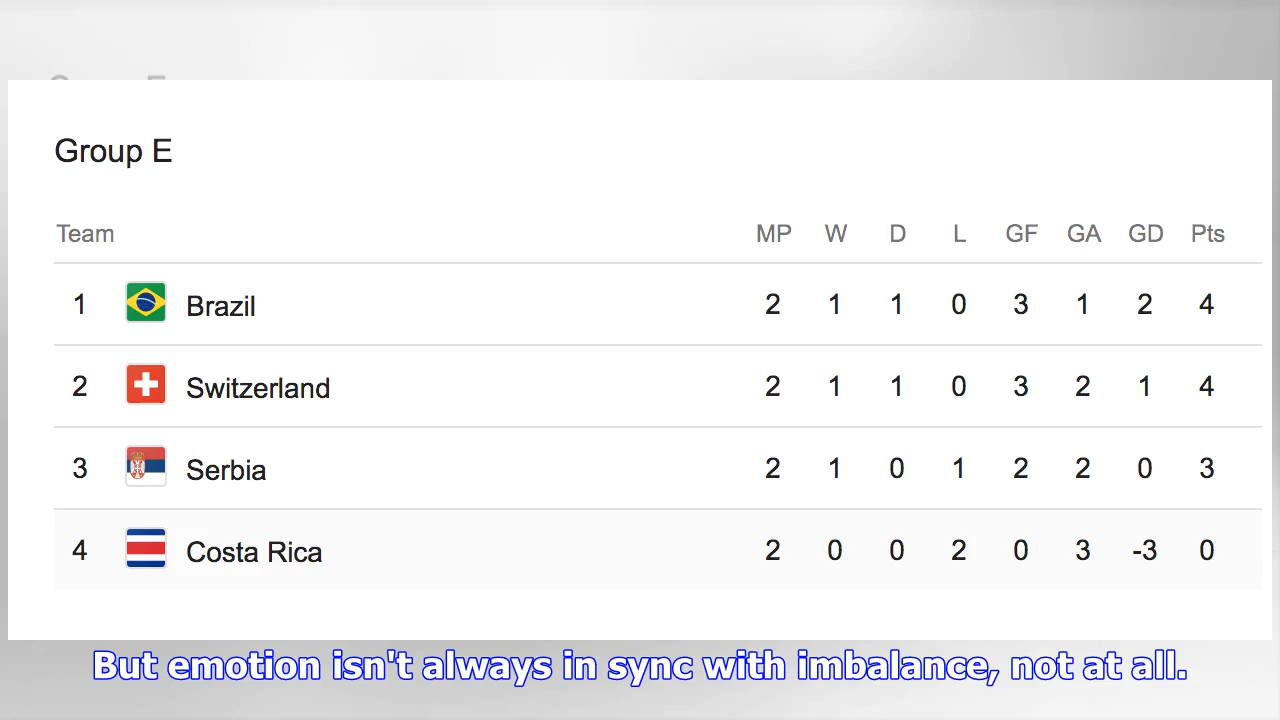 Group E
Team MP W D L GF GA GD Pts
1 Brazil 2 1 1 0 3 1 2 4
2 Switzerland 2 1 1 0 3 2 1 4
3 Serbia 2 1 0 1 2 2 0 3
4 Costa Rica 2 0 0 2 0 3 -3 0
But emotion isn't always in sync with imbalance, not at all.